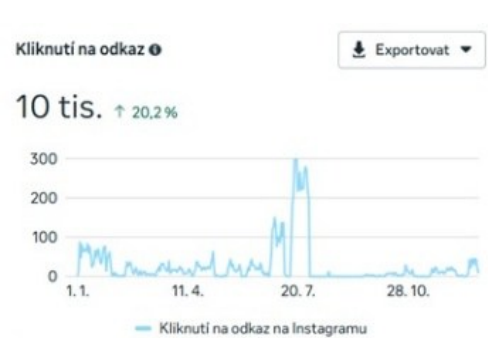 Kliknutí na odkaz
Exportovat
10 tis. ↑ 20,2 %
300
200
100
0
1. 1. 11. 4. 20. 7. 28. 10.
Kliknutí na odkaz na Instagramu